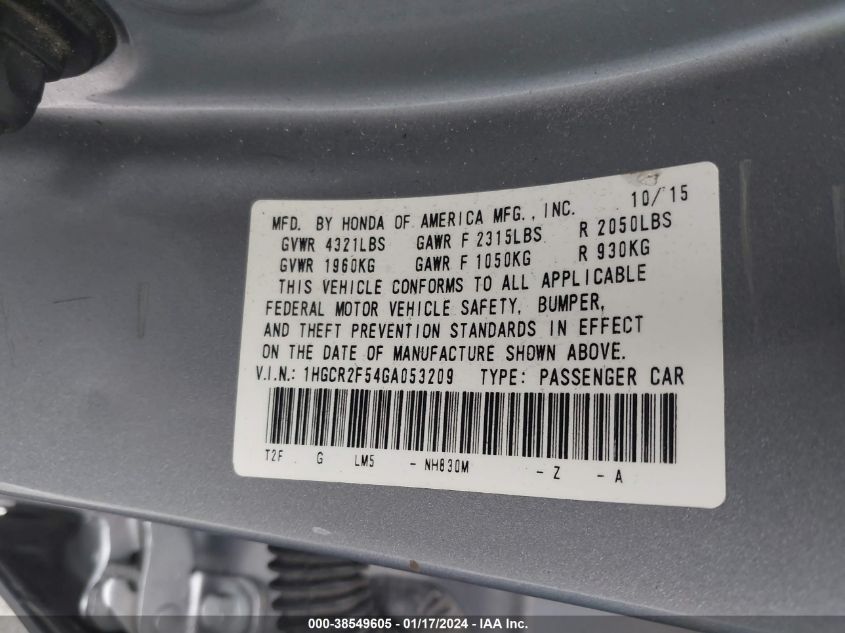 MFD. BY HONDA OF AMERICA MFG., INC. 10/15
GVWR 4321LBS GAWR F 2315LBS R 2050LBS
GVWR 1960KG GAWR F 1050KG R 930KG
THIS VEHICLE CONFORMS TO ALL APPLICABLE
FEDERAL MOTOR VEHICLE SAFETY, BUMPER,
AND THEFT PREVENTION STANDARDS IN EFFECT
ON THE DATE OF MANUFACTURE SHOWN ABOVE.
V.I.N.: 1HGCR2F54GA053209 TYPE: PASSENGER CAR
T2F G LM5 - NH830M - Z - A
000-38549605 - 01/17/2024 - IAA Inc.